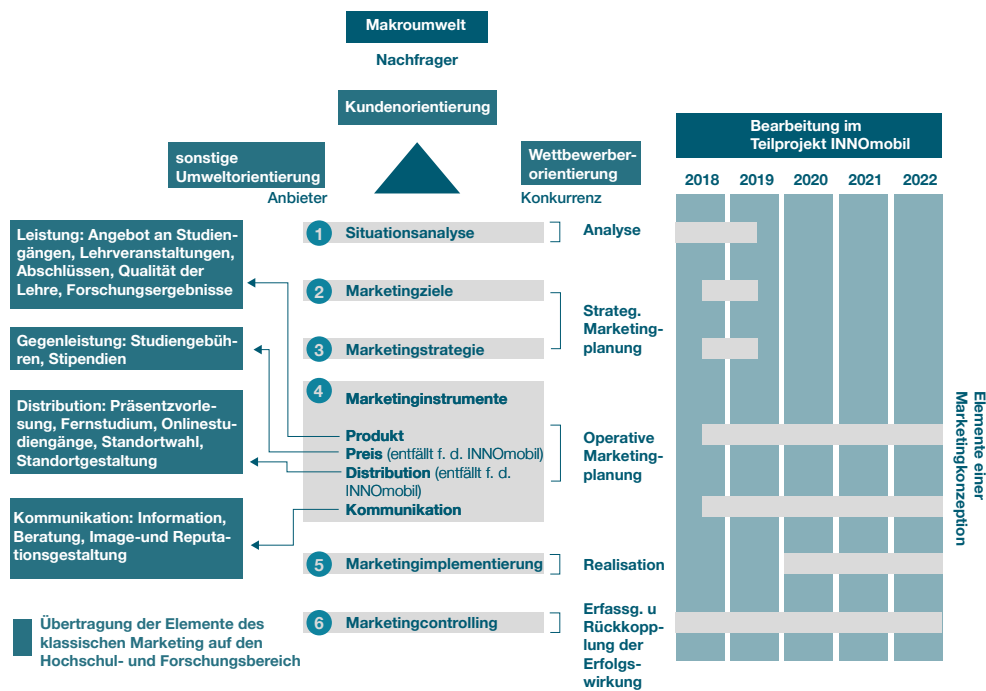 Makroumwelt
Nachfrager
Kundenorientierung
sonstige
Umweltorientierung
Anbieter
Wettbewerber-
orientierung
Konkurrenz
Bearbeitung im
Teilprojekt INNOmobil
2018 2019 2020 2021 2022
Leistung: Angebot an Studien-
gängen, Lehrveranstaltungen,
Abschlüssen, Qualität der
Lehre, Forschungsergebnisse
Gegenleistung: Studiengebüh-
ren, Stipendien
Distribution: Präsentzvorle-
sung, Fernstudium, Onlinestu-
diengänge, Standortwahl,
Standortgestaltung
Kommunikation: Information,
Beratung, Image-und Reputa-
tionsgestaltung
1 Situationsanalyse
2 Marketingziele
3 Marketingstrategie
4 Marketinginstrumente
Produkt
Preis (entfällt f. d. INNOmobil)
Distribution (entfällt f. d.
INNOmobil)
Kommunikation
5 Marketingimplementierung
6 Marketingcontrolling
Analyse
Strateg.
Marketing-
planung
Operative
Marketing-
planung
Realisation
Erfassg. u
Rückkopp-
lung der
Erfolgs-
wirkung
Elemente einer
Marketingkonzeption
Übertragung der Elemente des
klassischen Marketing auf den
Hochschul- und Forschungsbereich